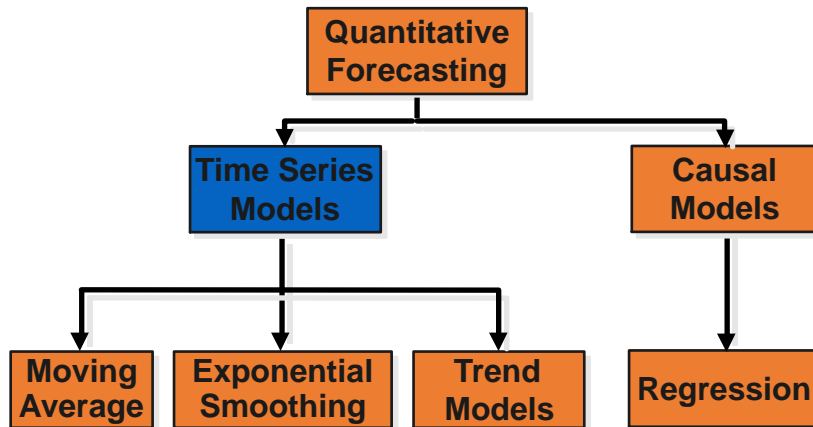 Quantitative
Forecasting
Time Series
Models
Causal
Models
Moving
Average
Exponential
Smoothing
Trend
Models
Regression